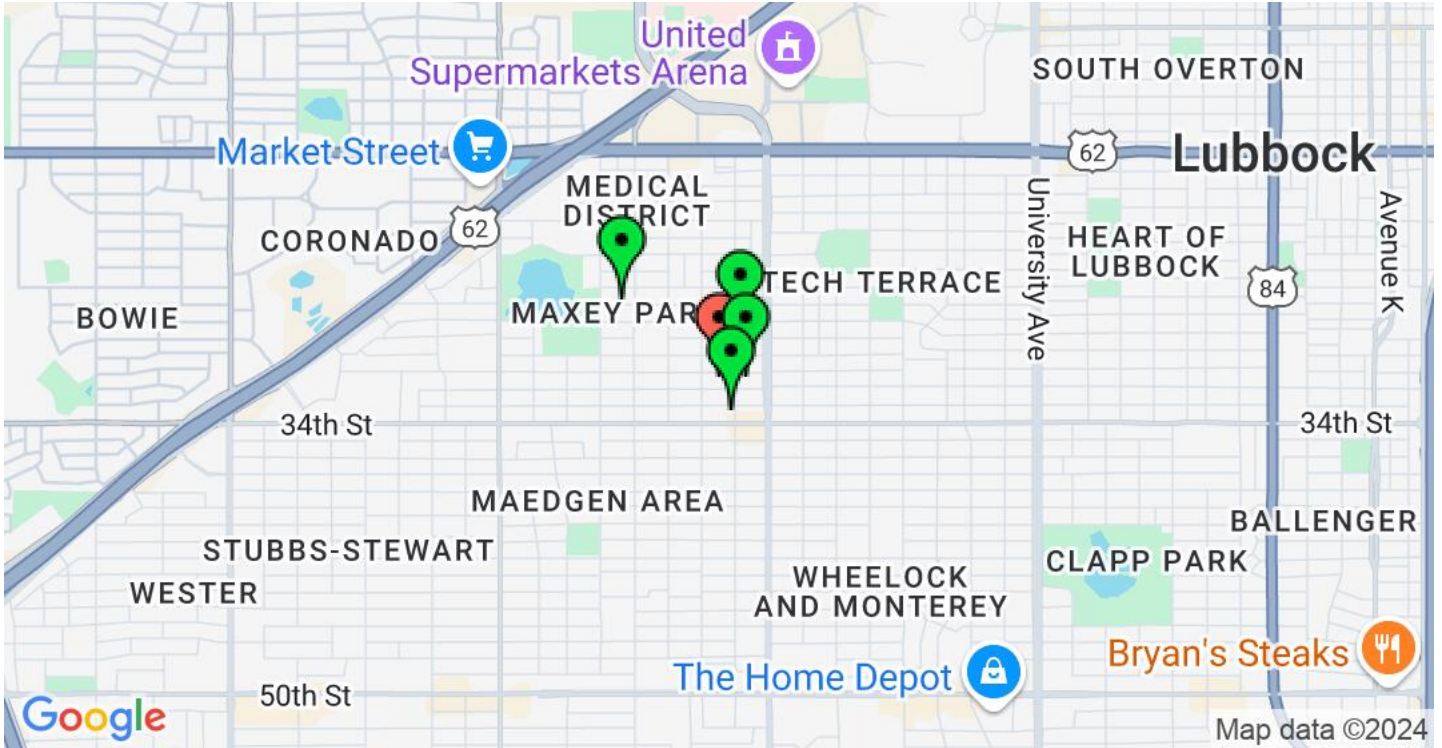 United
Supermarkets Arena
SOUTH OVERTON
Market Street
62
Lubbock
MEDICAL
DISTRICT
University Ave
Avenue K
62
CORONADO
HEART OF
LUBBOCK
TECH TERRACE
84
MAXEY PAR
BOWIE
34th St
34th St
MAEDGEN AREA
BALLENGER
STUBBS-STEWART
CLAPP PARK
WESTER
WHEELOCK
AND MONTEREY
Bryan's Steaks
The Home Depot
50th St
Google
Map data ©2024